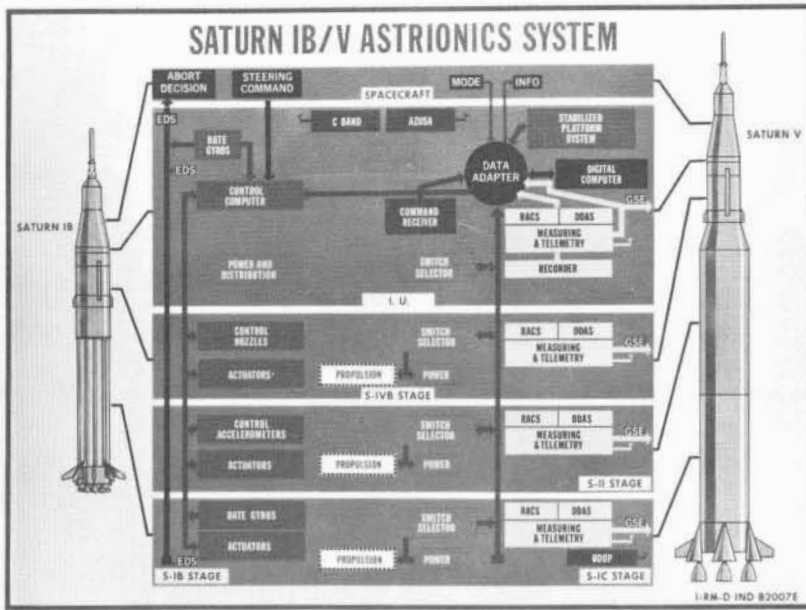 SATURN IB/V ASTRIONICS SYSTEM
ABORT
DECISION
STEERING
COMMAND
MODE
INFO
SPACECRAFT
EDS
C BAND
AZUSA
STABILIZED
PLATFORM
SYSTEM
SATURN V
RATE
GYROS
EDS
DATA
ADAPTER
DIGITAL
COMPUTER
CONTROL
COMPUTER
COMMAND
RECEIVER
GSE
RACS
DDAS
MEASURING
& TELEMETRY
SATURN IB
POWER AND
DISTRIBUTION
SWITCH
SELECTOR
RECORDER
I. U.
CONTROL
NOZZLES
SWITCH
SELECTOR
RACS
DDAS
MEASURING
& TELEMETRY
GSE
ACTUATORS
PROPULSION
POWER
S-IVB STAGE
CONTROL
ACCELEROMETERS
SWITCH
SELECTOR
RACS
DDAS
MEASURING
& TELEMETRY
GSE
ACTUATORS
PROPULSION
POWER
S-II STAGE
RATE GYROS
SWITCH
SELECTOR
RACS
DDAS
MEASURING
& TELEMETRY
GSE
ACTUATORS
EDS
PROPULSION
POWER
ODOP
S-IB STAGE
S-IC STAGE
I-RM-D IND B2007E